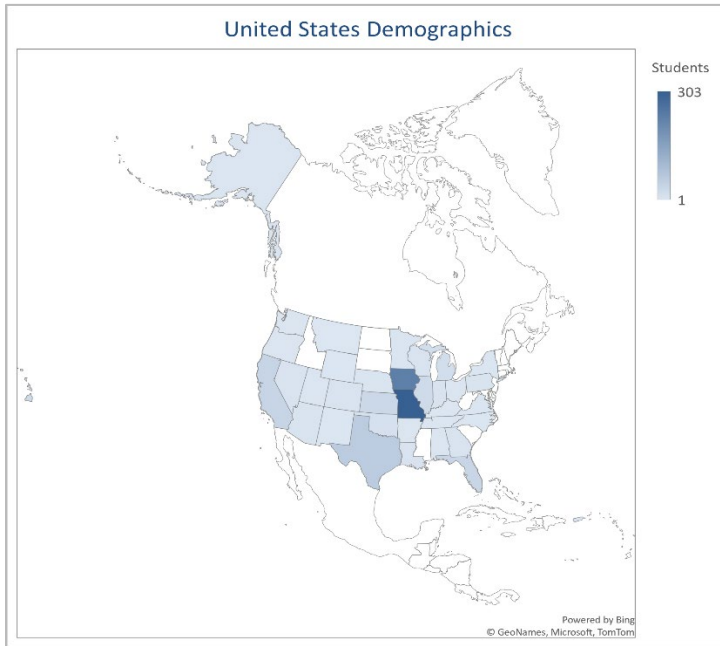 United States Demographics
Students
303
1
Powered by Bing
© GeoNames, Microsoft, TomTom